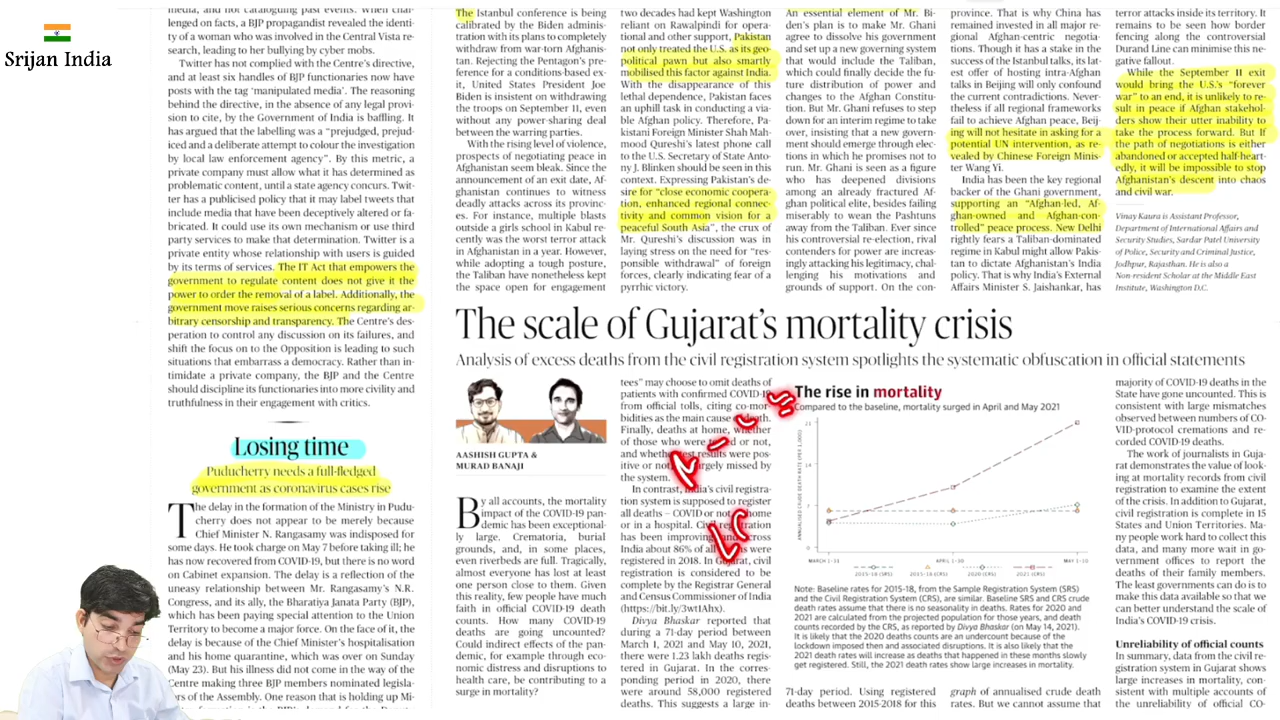 Srijan India
media, and not cataloguing past events. When chal-
lenged on facts, a BJP propagandist revealed the identi-
ty of a woman who was involved in the Central Vista re-
search, leading to her bullying by cyber mobs.
Twitter has not complied with the Centre's directive,
and at least six handles of BJP functionaries now have
posts with the tag 'manipulated media'. The reasoning
behind the directive, in the absence of any legal provi-
sion to cite, by the Government of India is baffling. It
has argued that the labelling was a "prejudged, prejud-
iced and a deliberate attempt to colour the investigation
by local law enforcement agency". By this metric, a
private company must allow what it has determined as
problematic content, until a state agency concurs. Twit-
ter has a publicised policy that it may label tweets that
include media that have been deceptively altered or fa-
bricated. It could use its own mechanism or use third
party services to make that determination. Twitter is a
private entity whose relationship with users is guided
by its terms of services. The IT Act that empowers the
government to regulate content does not give it the
power to order the removal of a label. Additionally, the
government move raises serious concerns regarding ar-
bitrary censorship and transparency. The Centre's des-
peration to control any discussion on its failures, and
shift the focus on to the Opposition is leading to such
situations that embarrass a democracy. Rather than in-
timidate a private company, the BJP and the Centre
should discipline its functionaries into more civility and
truthfulness in their engagement with critics.
Losing time
Puducherry needs a full-fledged
government as coronavirus cases rise
The delay in the formation of the Ministry in Pudu-
cherry does not appear to be merely because
Chief Minister N. Rangasamy was indisposed for
some days. He took charge on May 7 before taking ill; he
has now recovered from COVID-19, but there is no word
on Cabinet expansion. The delay is a reflection of the
uneasy relationship between Mr. Rangasamy's N.R.
Congress, and its ally, the Bharatiya Janata Party (BJP),
which has been paying special attention to the Union
Territory to become a major force. On the face of it, the
delay is because of the Chief Minister's hospitalisation
and his home quarantine, which was over on Sunday
(May 23). But his illness did not come in the way of the
Centre making three BJP members nominated legisla-
tors of the Assembly. One reason that is holding up Mi-
The Istanbul conference is being
calibrated by the Biden adminis-
tration with its plans to completely
withdraw from war-torn Afghanis-
tan. Rejecting the Pentagon's pre-
ference for a conditions-based ex-
it, United States President Joe
Biden is insistent on withdrawing
the troops on September 11, even
without any power-sharing deal
between the warring parties.
With the rising level of violence,
prospects of negotiating peace in
Afghanistan seem bleak. Since the
announcement of an exit date, Af-
ghanistan continues to witness
deadly attacks across its provinc-
es. For instance, multiple blasts
outside a girls school in Kabul re-
cently was the worst terror attack
in Afghanistan in a year. However,
while adopting a tough posture,
the Taliban have nonetheless kept
the space open for engagement
two decades had kept Washington
reliant on Rawalpindi for opera-
tional and other support, Pakistan
not only treated the U.S. as its geo-
political pawn but also smartly
mobilised this factor against India.
With the disappearance of this
lethal dependence, Pakistan faces
an uphill task in conducting a via-
ble Afghan policy. Therefore, Pa-
kistani Foreign Minister Shah Mah-
mood Qureshi's latest phone call
to the U.S. Secretary of State Anto-
ny J. Blinken should be seen in this
context. Expressing Pakistan's de-
sire for "close economic coopera-
tion, enhanced regional connec-
tivity and common vision for a
peaceful South Asia", the crux of
Mr. Qureshi's discussion was in
laying stress on the need for "res-
ponsible withdrawal" of foreign
forces, clearly indicating fear of a
pyrrhic victory.
An essential element of Mr. Bi-
den's plan is to make Mr. Ghani
agree to dissolve his government
and set up a new governing system
that would include the Taliban,
which could finally decide the fu-
ture distribution of power and
changes to the Afghan Constitu-
tion. But Mr. Ghani refuses to step
down for an interim regime to take
over, insisting that a new govern-
ment should emerge through elec-
tions in which he promises not to
run. Mr. Ghani is seen as a figure
who has deepened divisions
among an already fractured Af-
ghan political elite, besides failing
miserably to wean the Pashtuns
away from the Taliban. Ever since
his controversial re-election, rival
contenders for power are increas-
ingly attacking his legitimacy, chal-
lenging his motivations and
grounds of support. On the con-
province. That is why China has
remained invested in all major re-
gional Afghan-centric negotia-
tions. Though it has a stake in the
success of the Istanbul talks, its lat-
est offer of hosting intra-Afghan
talks in Beijing will only confound
the current contradictions. Never-
theless if all regional frameworks
fail to achieve Afghan peace, Beij-
ing will not hesitate in asking for a
potential UN intervention, as re-
vealed by Chinese Foreign Minis-
ter Wang Yi.
India has been the key regional
backer of the Ghani government,
supporting an "Afghan-led, Af-
ghan-owned and Afghan-con-
trolled" peace process. New Delhi
rightly fears a Taliban-dominated
regime in Kabul might allow Pakis-
tan to dictate Afghanistan's India
policy. That is why India's External
Affairs Minister S. Jaishankar, has
terror attacks inside its territory. It
remains to be seen how border
fencing along the controversial
Durand Line can minimise this ne-
gative fallout.
While the September 11 exit
would bring the U.S.'s "forever
war" to an end, it is unlikely to re-
sult in peace if Afghan stakehol-
ders show their utter inability to
take the process forward. But If
the path of negotiations is either
abandoned or accepted half-heart-
edly, it will be impossible to stop
Afghanistan's descent into chaos
and civil war.
Vinay Kaura is Assistant Professor,
Department of International Affairs and
Security Studies, Sardar Patel University
of Police, Security and Criminal Justice,
Jodhpur, Rajasthan. He is also a
Non-resident Scholar at the Middle East
Institute, Washington D.C.
The scale of Gujarat's mortality crisis
Analysis of excess deaths from the civil registration system spotlights the systematic obfuscation in official statements
AASHISH GUPTA &
MURAD BANAJI
By all accounts, the mortality
impact of the COVID-19 pan-
demic has been exceptional-
ly large. Crematoria, burial
grounds, and, in some places,
even riverbeds are full. Tragically,
almost everyone has lost at least
one person close to them. Given
this reality, few people have much
faith in official COVID-19 death
counts. How many COVID-19
deaths are going uncounted?
Could indirect effects of the pan-
demic, for example through eco-
nomic distress and disruptions to
health care, be contributing to a
surge in mortality?
tees" may choose to omit deaths of
patients with confirmed COVID-19
from official tolls, citing co-mor-
bidities as the main cause of death.
Finally, deaths at home, whether
of those who were tested or not,
and whether test results were pos-
itive or not, largely missed by
the system.
In contrast, India's civil registra-
tion system is supposed to register
all deaths – COVID or not, home
or in a hospital. Civil registration
has been improving, and across
India about 86% of all were
registered in 2018. In Gujarat, civil
registration is considered to be
complete by the Registrar General
and Census Commissioner of India
(https://bit.ly/3wt1Ahx).
Divya Bhaskar reported that
during a 71-day period between
March 1, 2021 and May 10, 2021,
there were 1.23 lakh deaths regis-
tered in Gujarat. In the corres-
ponding period in 2020, there
were around 58,000 registered
deaths. This suggests a large in-
The rise in mortality
Compared to the baseline, mortality surged in April and May 2021
ANNUALISED CRUDE DEATH RATE (PER 1,000)
21
14
7
0
MARCH 1-31
APRIL 1-30
MAY 1-10
2015-18 (SRS)
2015-18 (CRS)
2020 (CRS)
2021 (CRS)
Note: Baseline rates for 2015-18, from the Sample Registration System (SRS)
and the Civil Registration System (CRS), are similar. Baseline SRS and CRS crude
death rates assume that there is no seasonality in deaths. Rates for 2020 and
2021 are calculated from the projected population for those years, and death
counts recorded by the CRS, as reported by Divya Bhaskar (on May 14, 2021).
It is likely that the 2020 deaths counts are an undercount because of the
lockdown imposed then and associated disruptions. It is also likely that the
2021 death rates will increase as deaths that happened in these months slowly
get registered. Still, the 2021 death rates show large increases in mortality.
71-day period. Using registered
deaths between 2015-2018 for this
graph of annualised crude death
rates. But we cannot assume that
majority of COVID-19 deaths in the
State have gone uncounted. This is
consistent with large mismatches
observed between numbers of CO-
VID-protocol cremations and re-
corded COVID-19 deaths.
The work of journalists in Guja-
rat demonstrates the value of look-
ing at mortality records from civil
registration to examine the extent
of the crisis. In addition to Gujarat,
civil registration is complete in 15
States and Union Territories. Ma-
ny people work hard to collect this
data, and many more wait in go-
vernment offices to report the
deaths of their family members.
The least governments can do is to
make this data available so that we
can better understand the scale of
India's COVID-19 crisis.
Unreliability of official counts
In summary, data from the civil re-
gistration system in Gujarat shows
large increases in mortality, con-
sistent with multiple accounts of
the unreliability of official CO-